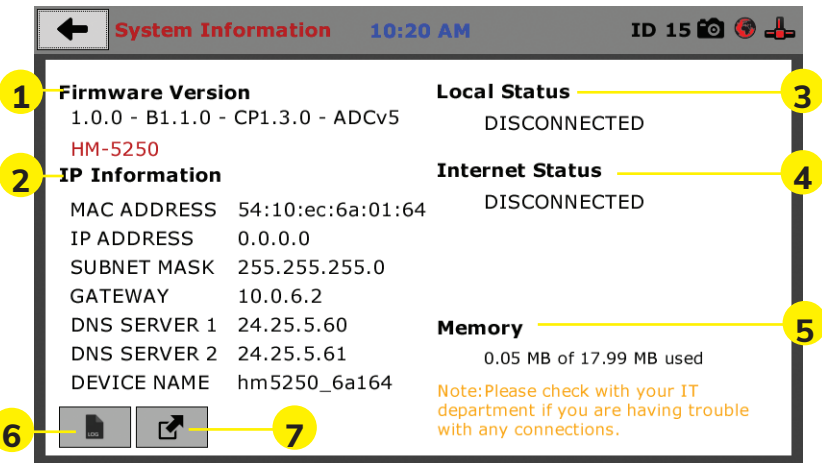 System Information 10:20 AM ID 15
1 Firmware Version
1.0.0 - B1.1.0 - CP1.3.0 - ADCv5
HM-5250
2 IP Information
MAC ADDRESS 54:10:ec:6a:01:64
IP ADDRESS 0.0.0.0
SUBNET MASK 255.255.255.0
GATEWAY 10.0.6.2
DNS SERVER 1 24.25.5.60
DNS SERVER 2 24.25.5.61
DEVICE NAME hm5250_6a164
6 LOG 7
Local Status 3
DISCONNECTED
Internet Status 4
DISCONNECTED
Memory 5
0.05 MB of 17.99 MB used
Note:Please check with your IT
department if you are having trouble
with any connections.